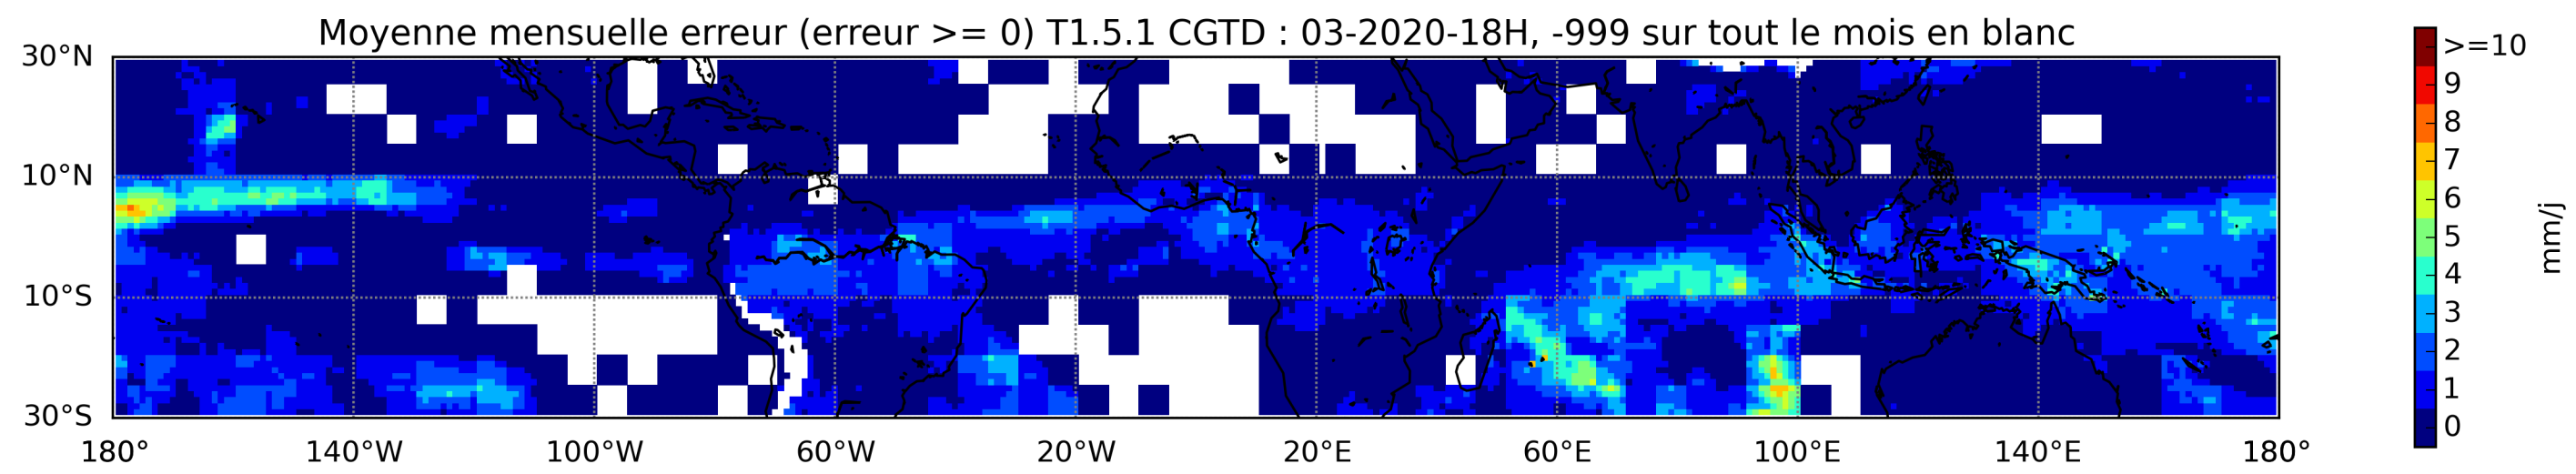 Moyenne mensuelle erreur (erreur >= 0) T1.5.1 CGTD : 03-2020-18H, -999 sur tout le mois en blanc
30°N
10°N
10°S
30°S
180° 140°W 100°W 60°W 20°W 20°E 60°E 100°E 140°E 180°
>=10
9
8
7
6
5
4
3
2
1
0
mm/j